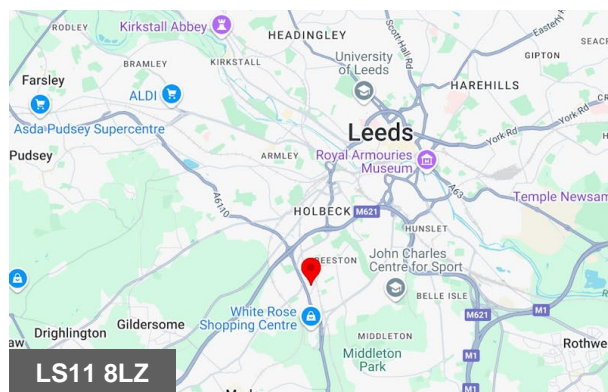 RODLEY
Kirkstall Abbey
Scott Hall Rd
Easterly Rd
SEACR
HEADINGLEY
BRAMLEY
KIRKSTALL
University
of Leeds
GIPTON
Farsley
ALDI
HAREHILLS
CR
York Rd
Asda Pudsey Supercentre
Leeds
York Rd
Pudsey
ARMLEY
Royal Armouries
Museum
A63
A6110
Temple Newsam
HOLBECK
M621
HUNSLET
BEESTON
John Charles
Centre for Sport
BELLE ISLE
White Rose
Shopping Centre
M1
M621
Gildersome
Drighlington
MIDDLETON
Rothwe
Middleton
Park
M1
LS11 8LZ